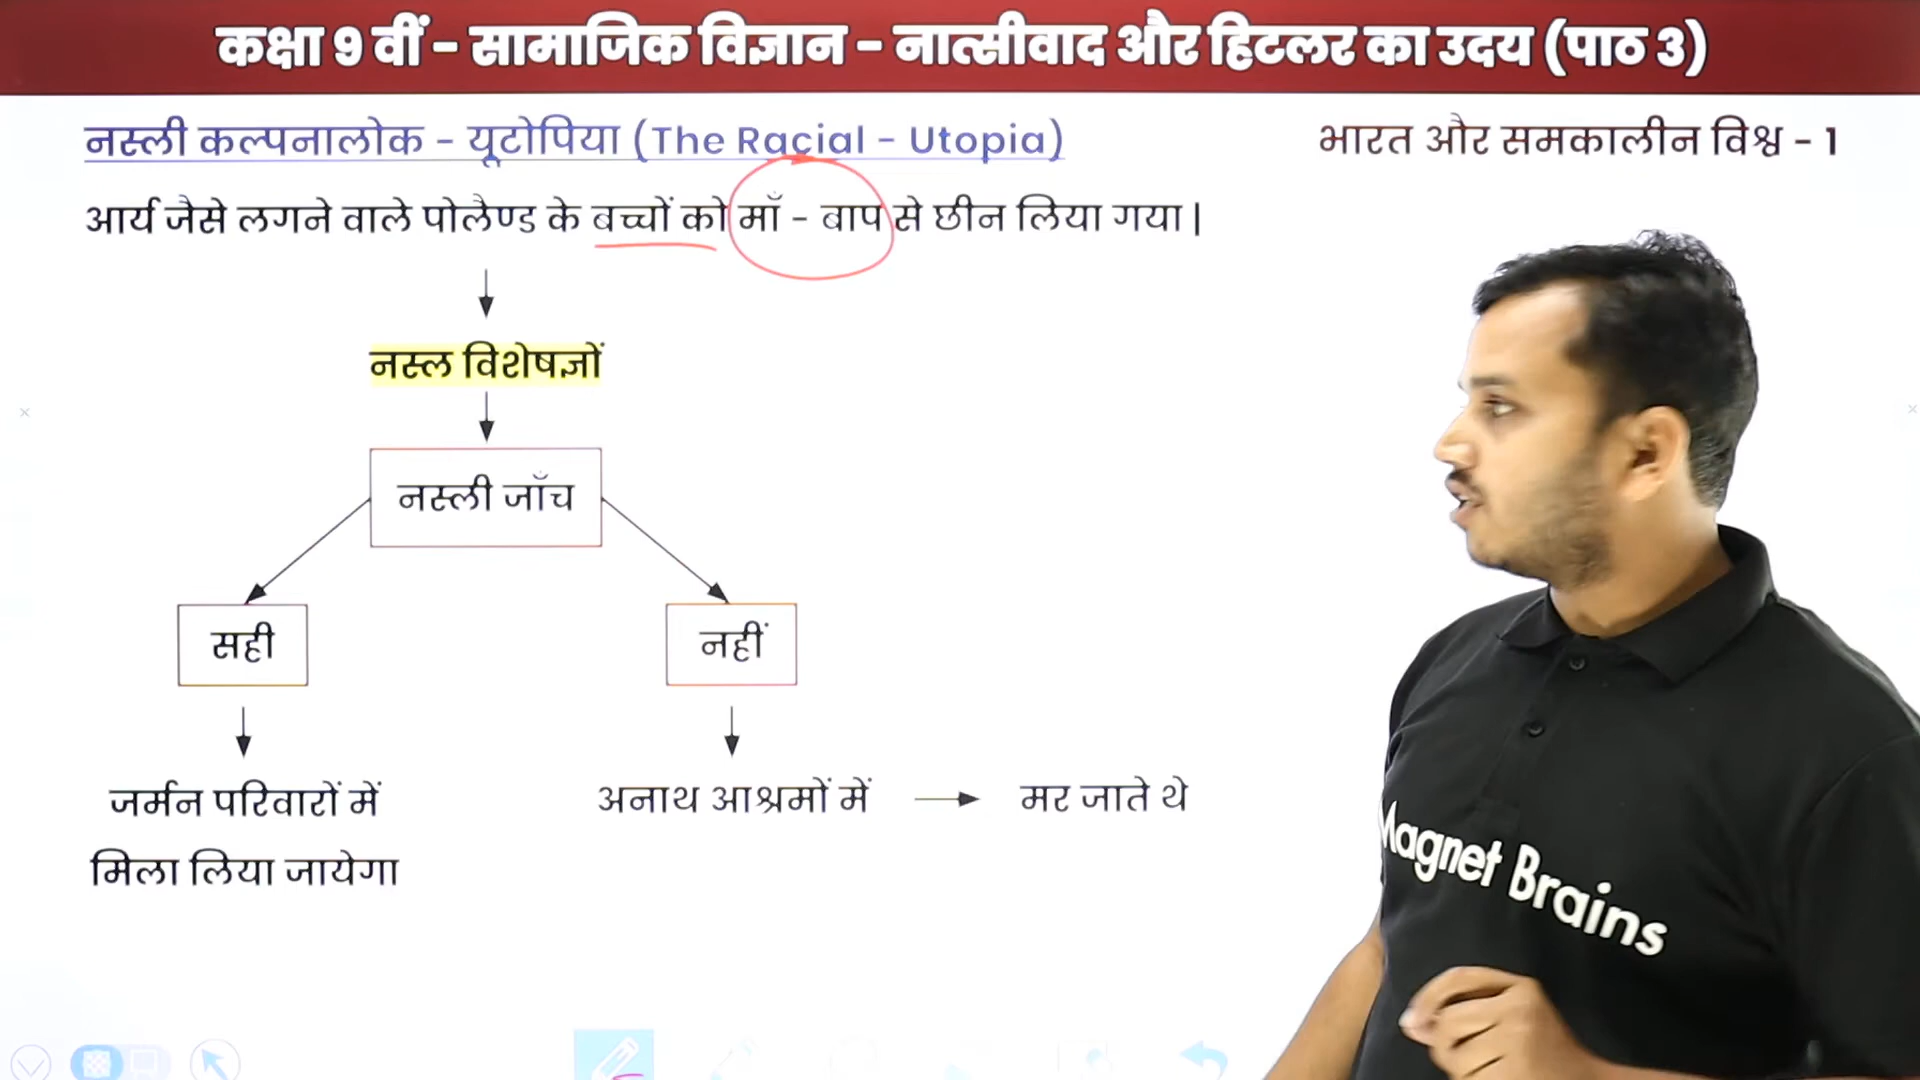 कक्षा 9 वीं - सामाजिक विज्ञान - नात्सीवाद और हिटलर का उदय (पाठ 3)
नस्ली कल्पनालोक - यूटोपिया (The Racial - Utopia)
भारत और समकालीन विश्व - 1
आर्य जैसे लगने वाले पोलैण्ड के बच्चों को माँ - बाप से छीन लिया गया |
नस्ल विशेषज्ञों
नस्ली जाँच
सही
नहीं
जर्मन परिवारों में
मिला लिया जायेगा
अनाथ आश्रमों में
मर जाते थे
Magnet Brains